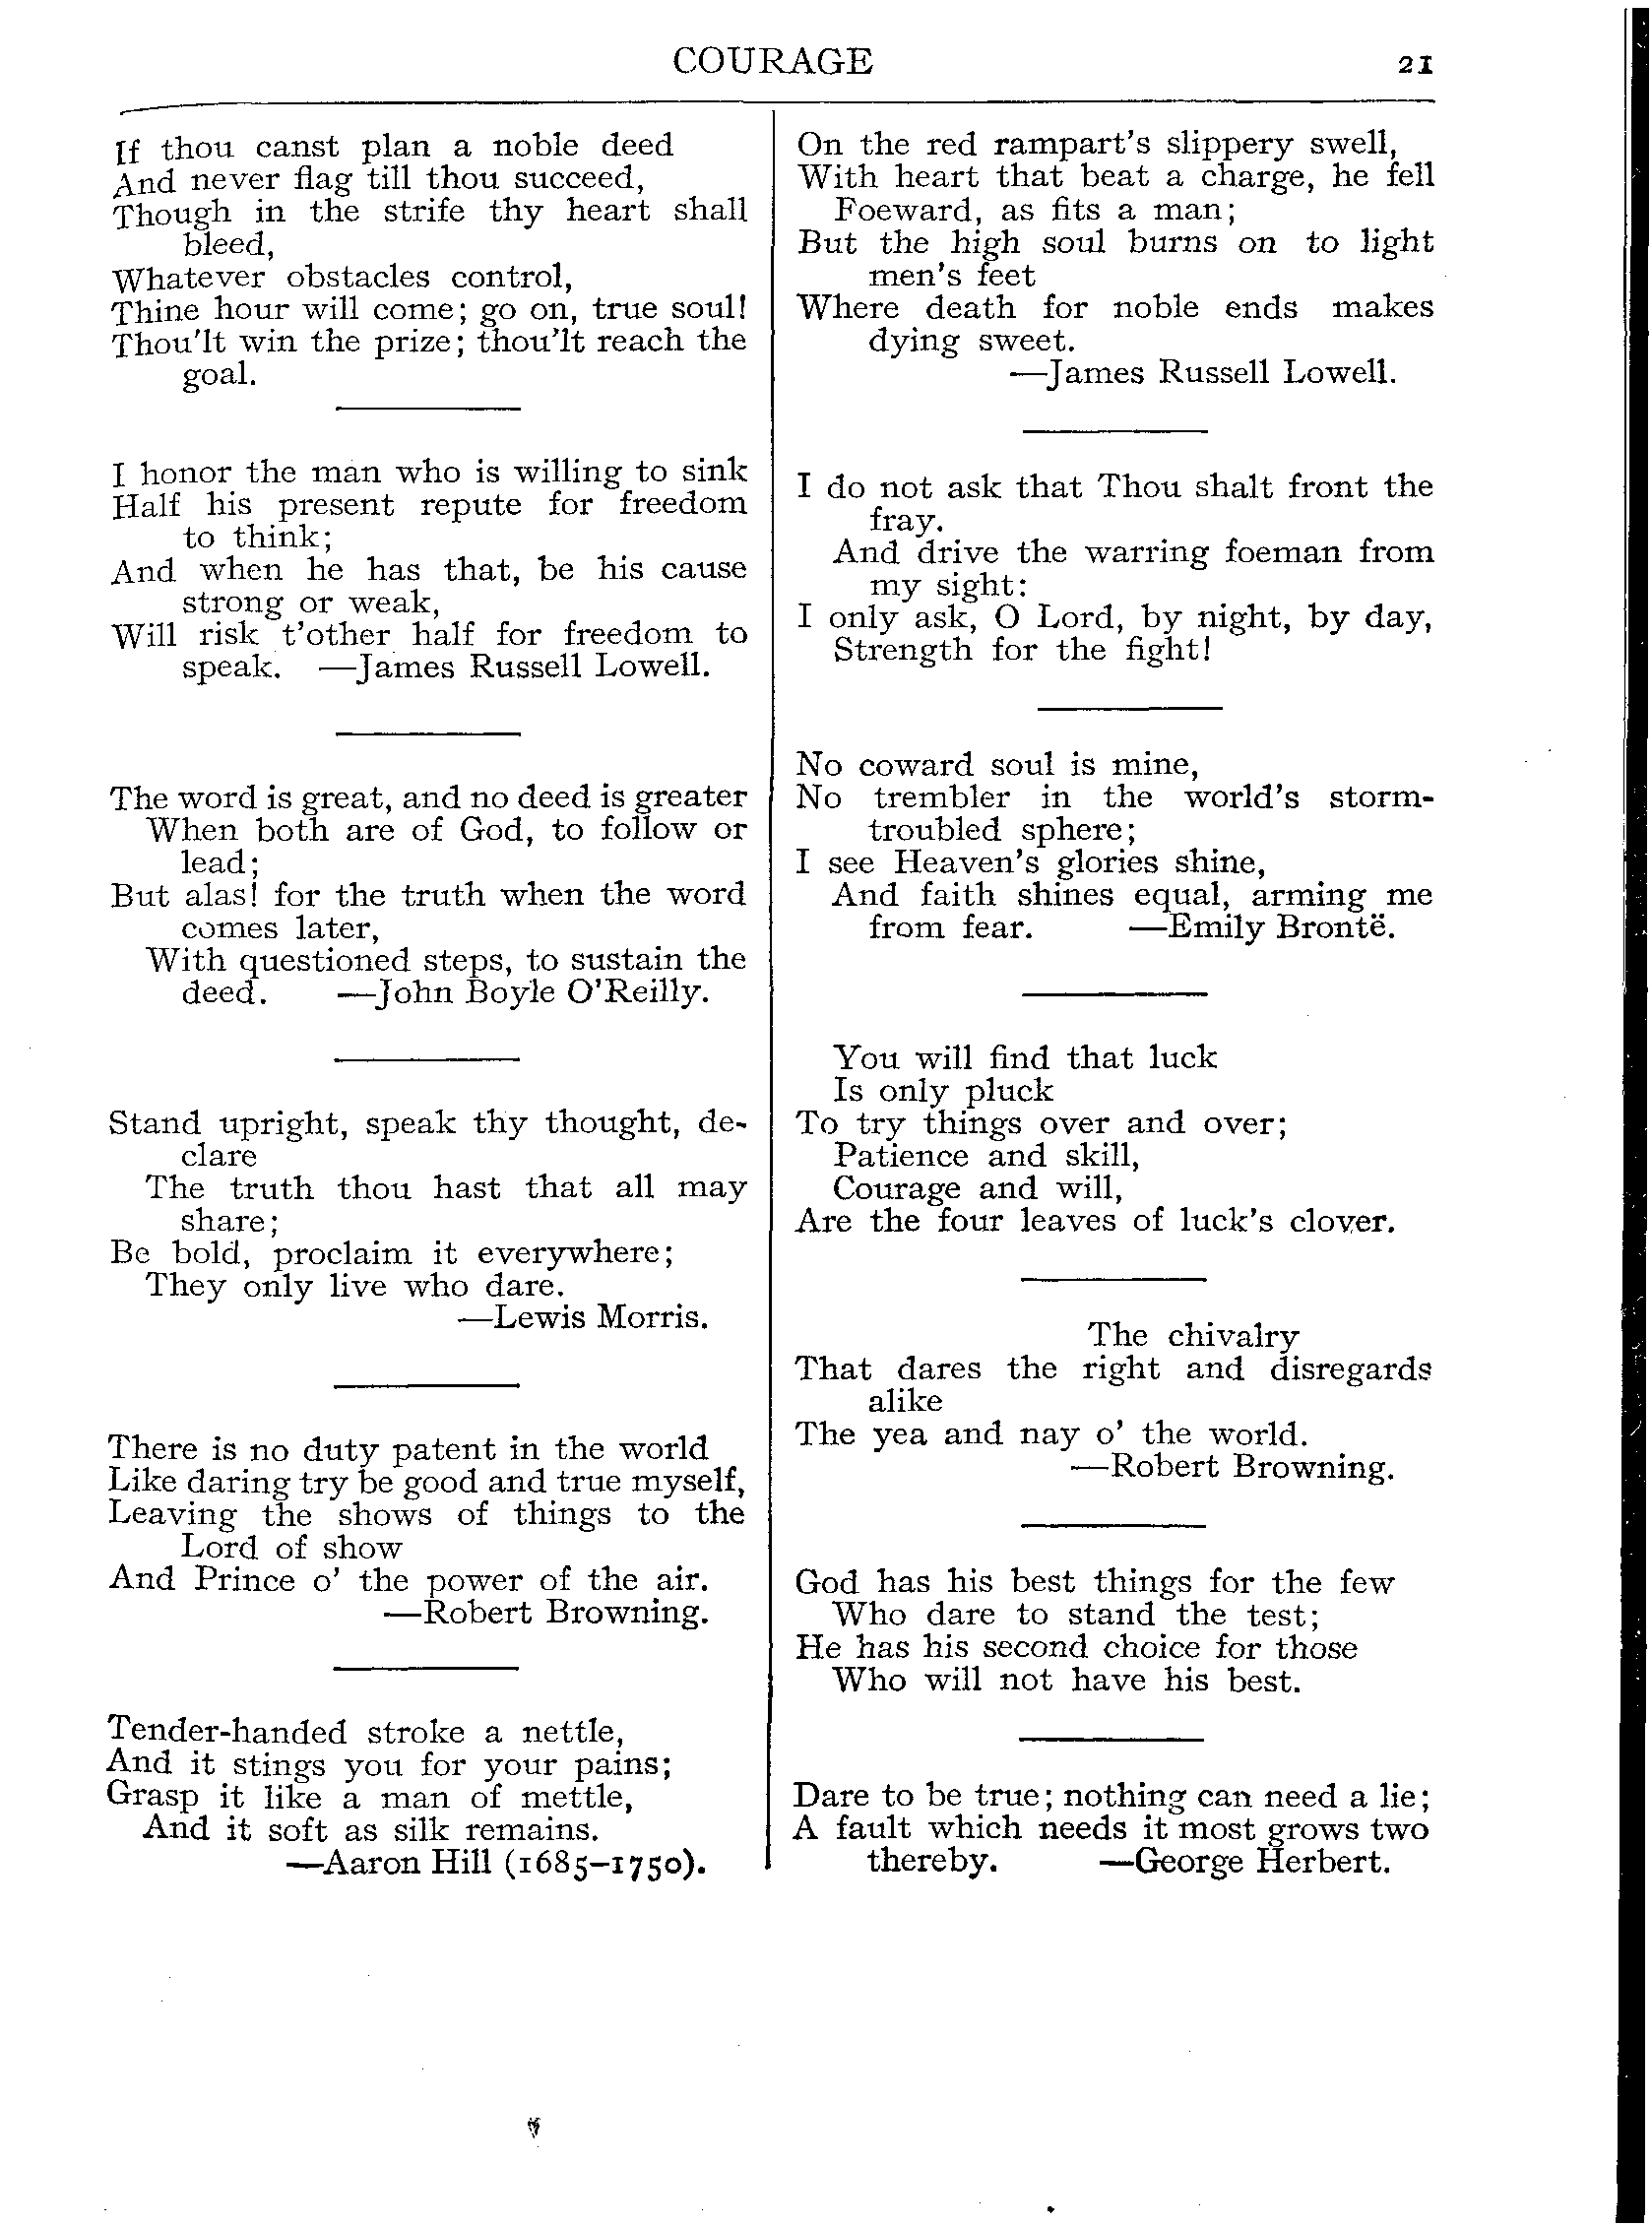 COURAGE
21
If thou canst plan a noble deed
And never flag till thou succeed,
Though in the strife thy heart shall
bleed,
Whatever obstacles control,
Thine hour will come; go on, true soul!
Thou'lt win the prize; thou'lt reach the
goal.
I honor the man who is willing to sink
Half his present repute for freedom
to think;
And when he has that, be his cause
strong or weak,
Will risk t'other half for freedom to
speak. —James Russell Lowell.
The word is great, and no deed is greater
When both are of God, to follow or
lead;
But alas! for the truth when the word
comes later,
With questioned steps, to sustain the
deed. —John Boyle O'Reilly.
Stand upright, speak thy thought, de-
clare
The truth thou hast that all may
share;
Be bold, proclaim it everywhere;
They only live who dare.
—Lewis Morris.
There is no duty patent in the world
Like daring try be good and true myself,
Leaving the shows of things to the
Lord of show
And Prince o' the power of the air.
—Robert Browning.
Tender-handed stroke a nettle,
And it stings you for your pains;
Grasp it like a man of mettle,
And it soft as silk remains.
—Aaron Hill (1685–1750).
On the red rampart's slippery swell,
With heart that beat a charge, he fell
Foeward, as fits a man;
But the high soul burns on to light
men's feet
Where death for noble ends makes
dying sweet.
—James Russell Lowell.
I do not ask that Thou shalt front the
fray.
And drive the warring foeman from
my sight:
I only ask, O Lord, by night, by day,
Strength for the fight!
No coward soul is mine,
No trembler in the world's storm-
troubled sphere;
I see Heaven's glories shine,
And faith shines equal, arming me
from fear. —Emily Brontë.
You will find that luck
Is only pluck
To try things over and over;
Patience and skill,
Courage and will,
Are the four leaves of luck's clover.
The chivalry
That dares the right and disregards
alike
The yea and nay o' the world.
—Robert Browning.
God has his best things for the few
Who dare to stand the test;
He has his second choice for those
Who will not have his best.
Dare to be true; nothing can need a lie;
A fault which needs it most grows two
thereby. —George Herbert.